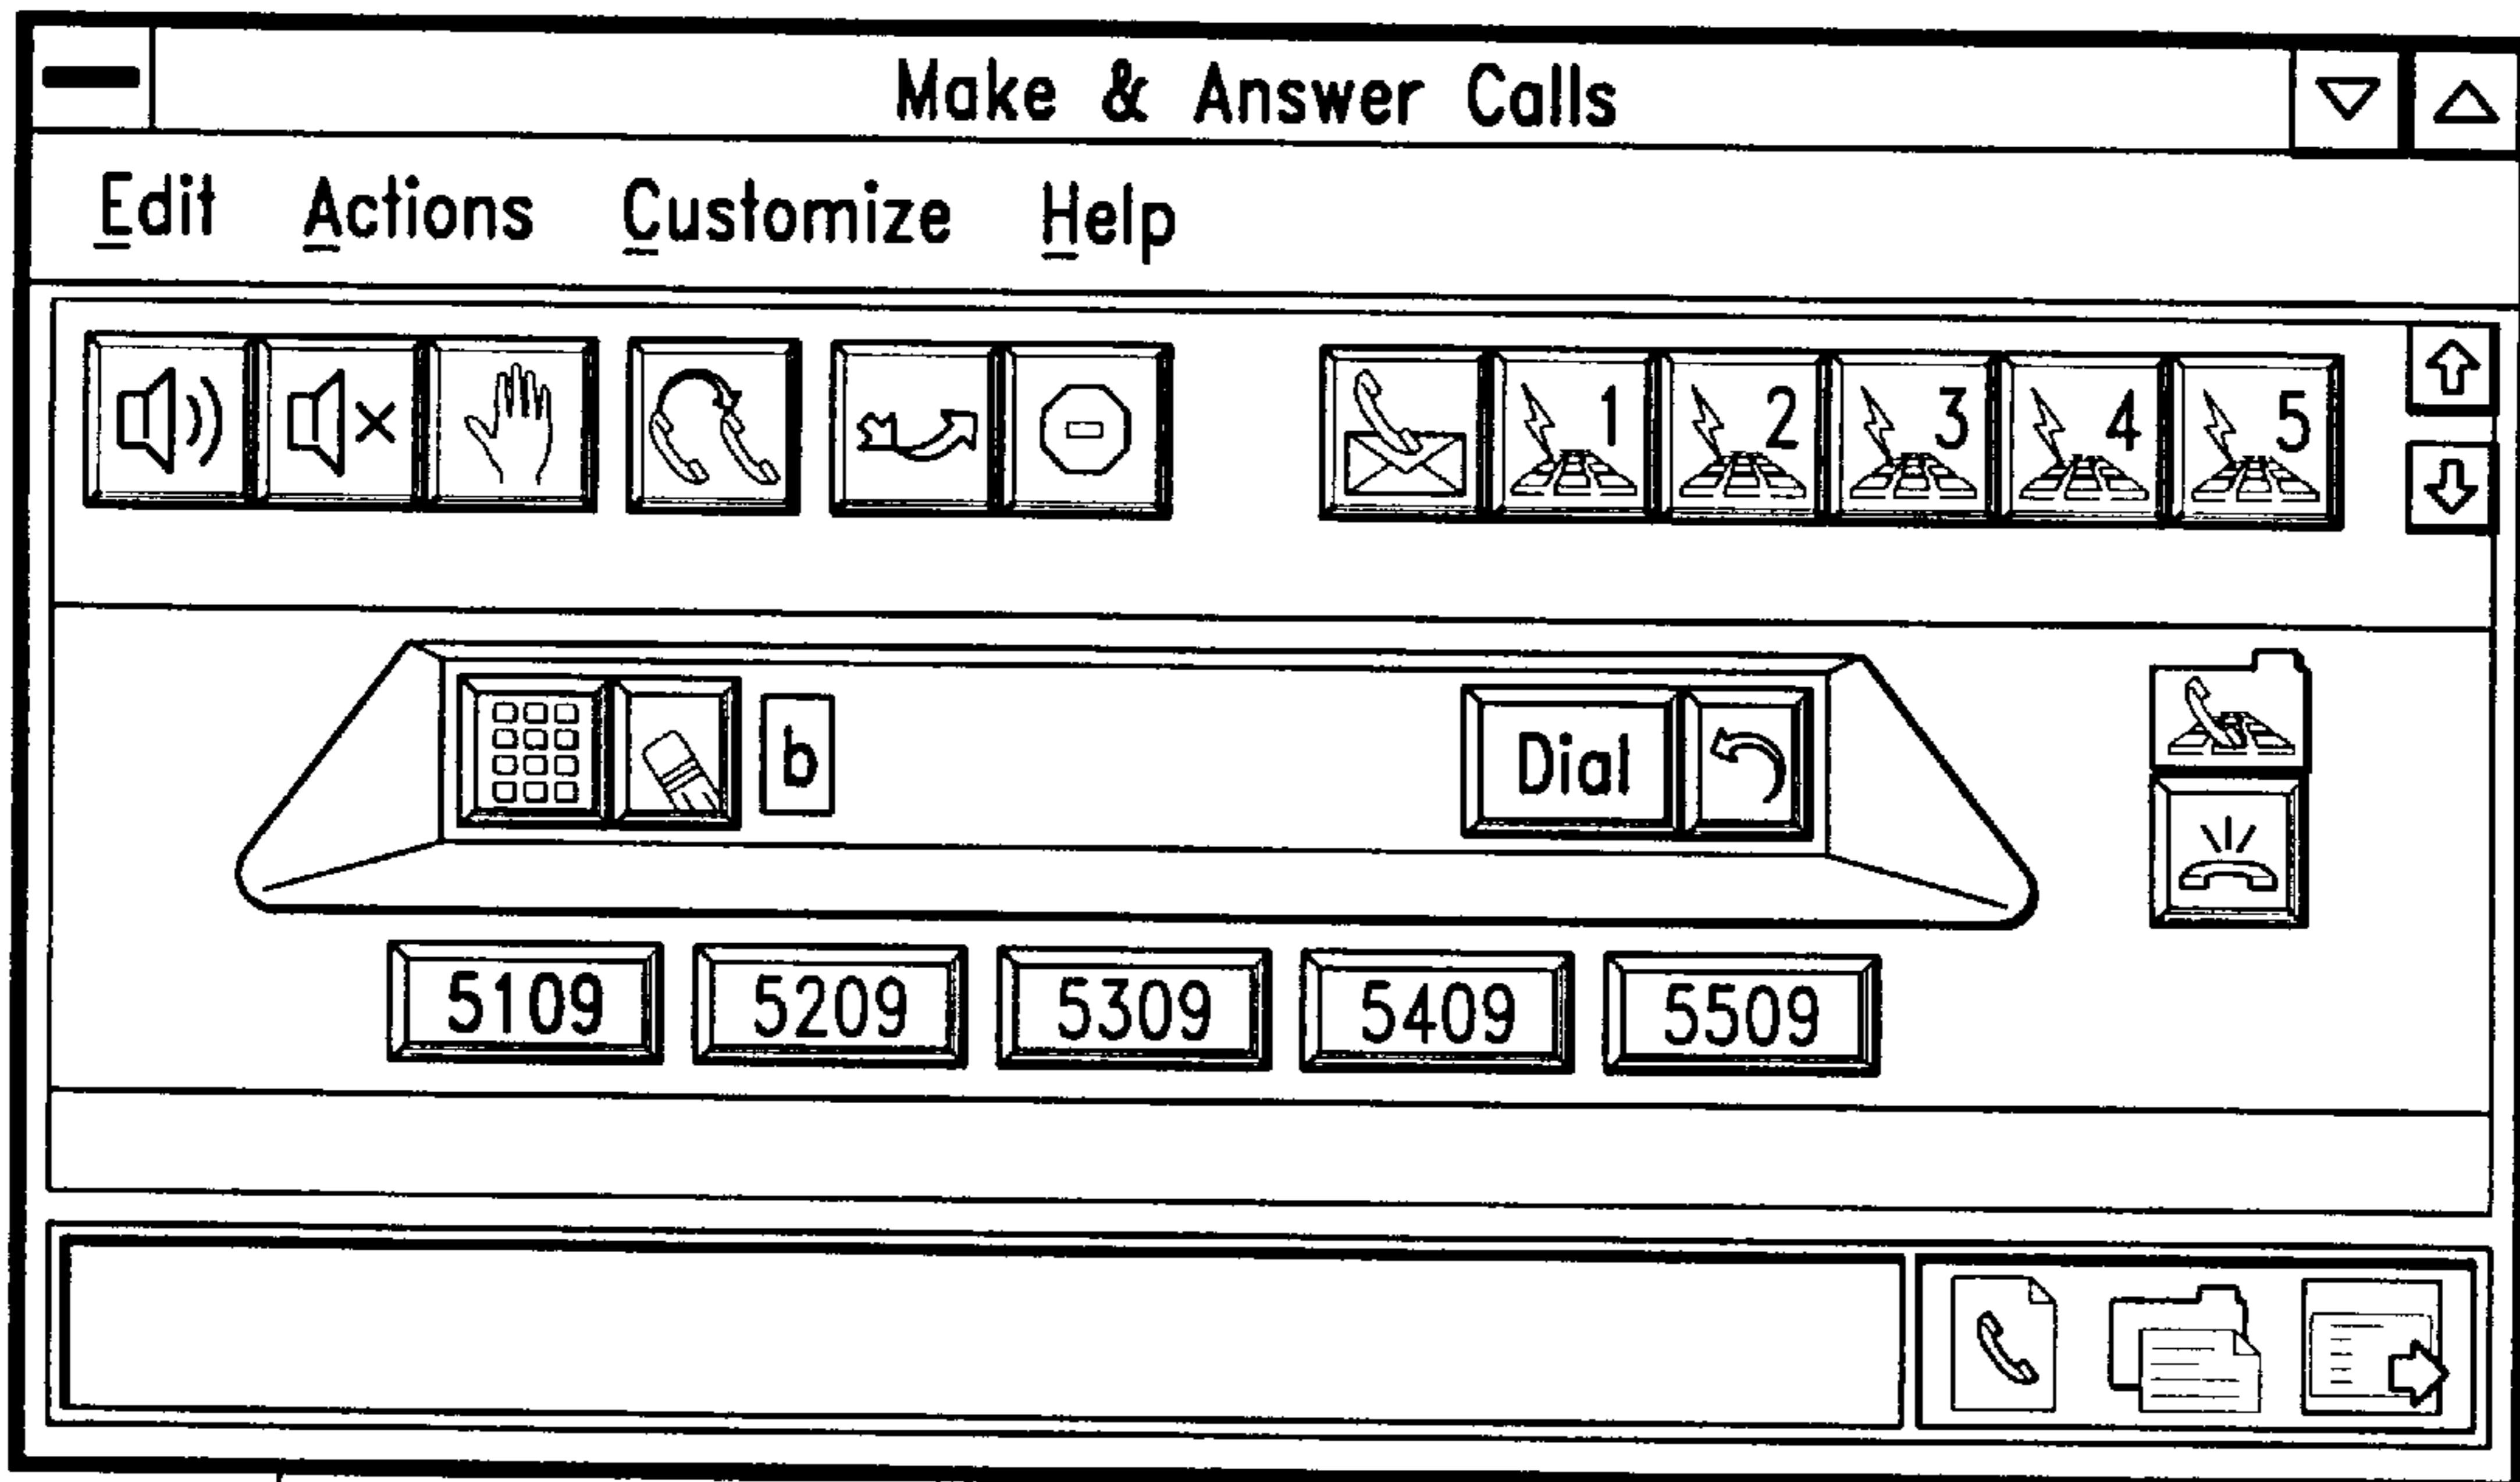 Make & Answer Calls
Edit Actions Customize Help
1 2 3 4 5
b Dial
5109 5209 5309 5409 5509